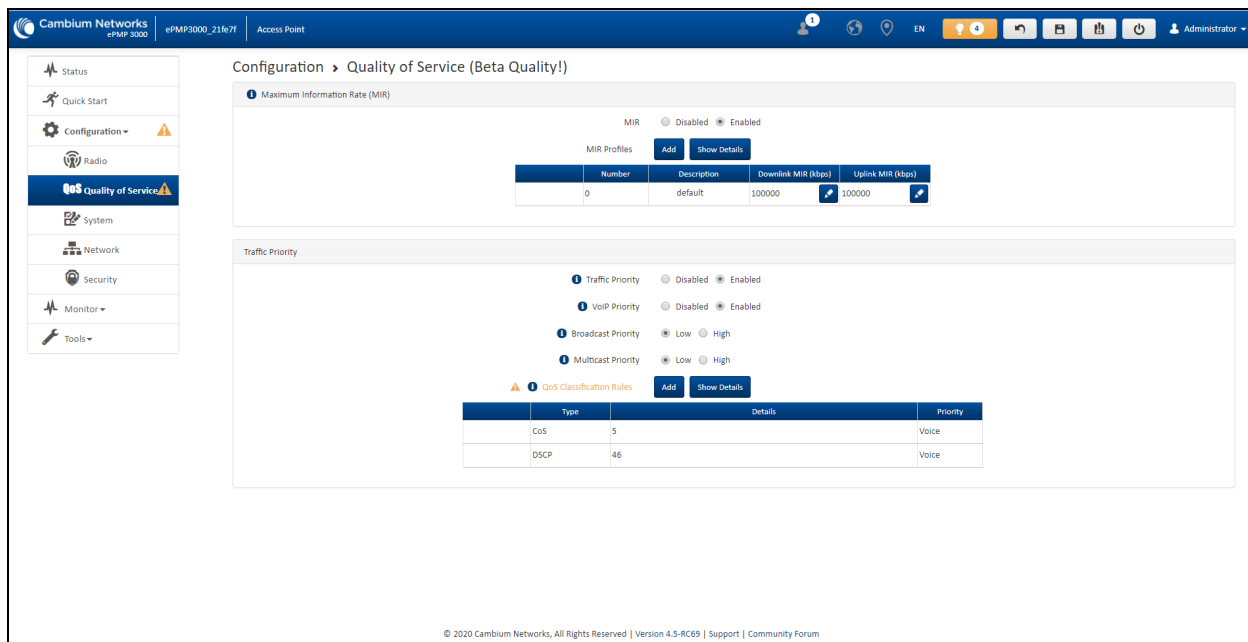 Cambium Networks
ePMP 3000
ePMP3000_21fe7f
Access Point
1
EN
4
Administrator
Status
Quick Start
Configuration
Radio
QoS Quality of Service
System
Network
Security
Monitor
Tools
Configuration > Quality of Service (Beta Quality!)
Maximum Information Rate (MIR)
MIR Disabled Enabled
MIR Profiles Add Show Details
Number Description Downlink MIR (kbps) Uplink MIR (kbps)
0 default 100000 100000
Traffic Priority
Traffic Priority Disabled Enabled
VoIP Priority Disabled Enabled
Broadcast Priority Low High
Multicast Priority Low High
QoS Classification Rules Add Show Details
Type Details Priority
CoS 5 Voice
DSCP 46 Voice
© 2020 Cambium Networks, All Rights Reserved | Version 4.5-RC69 | Support | Community Forum